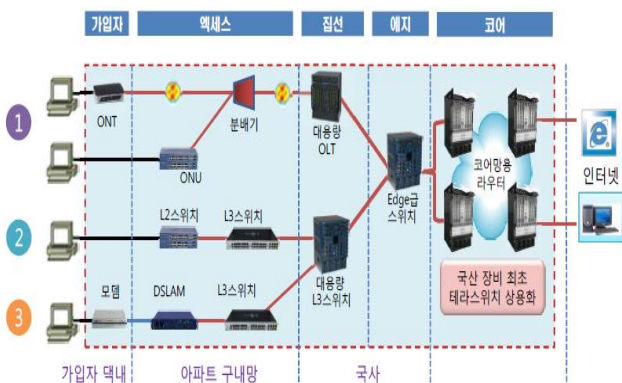 가입자 엑세스 집선 에지 코어
1
ONT
분배기
대용량
OLT
ONU
코어망용
라우터
인터넷
Edge급
스위치
2
L2스위치 L3스위치
대용량
L3스위치
3
모뎀 DSLAM L3스위치
국산 장비 최초
테라스위치 상용화
가입자 댁내 아파트 구내망 국사